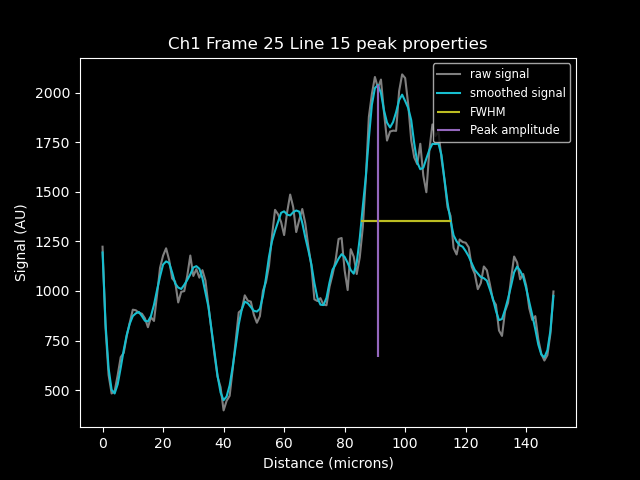 Ch1 Frame 25 Line 15 peak properties
raw signal
smoothed signal
FWHM
Peak amplitude
Signal (AU)
2000
1750
1500
1250
1000
750
500
0 20 40 60 80 100 120 140
Distance (microns)